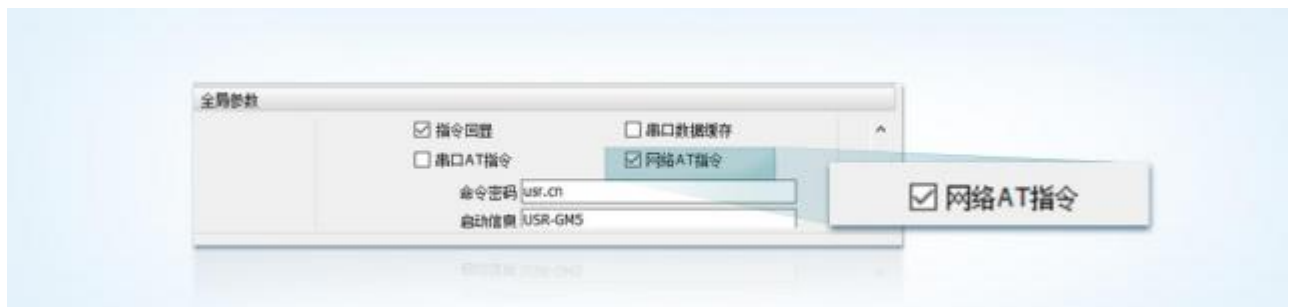 全局参数
指令回显
串口数据缓存
串口AT指令
网络AT指令
命令密码 usr.cn
启动信息 USR-GM5
网络AT指令